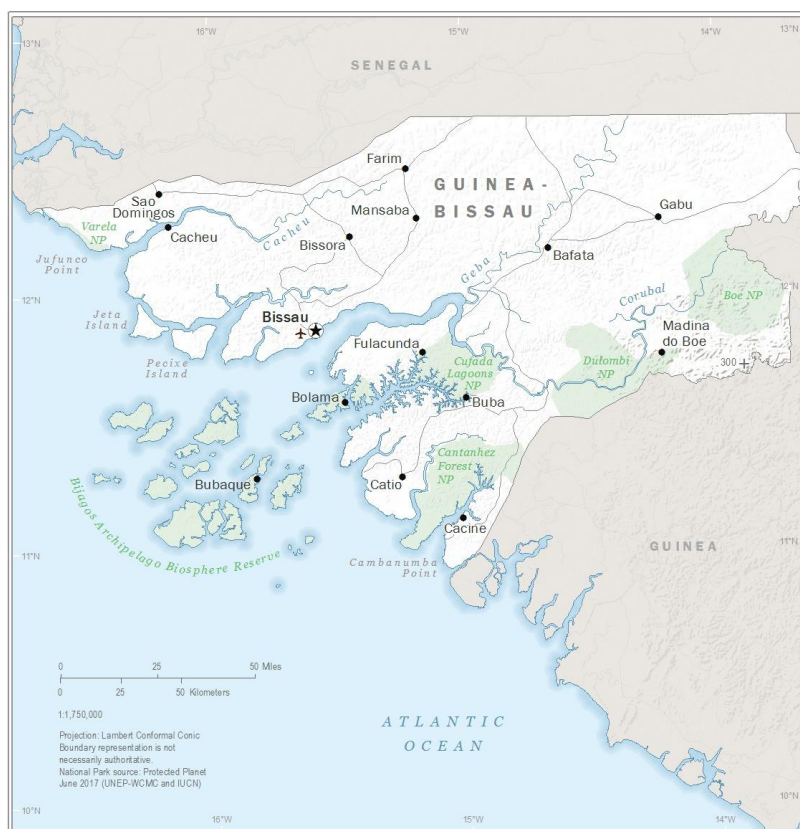 16°W
15°W
14°W
13°N
13°N
SENEGAL
Farim
GUINEA-
BISSAU
Sao
Domingos
Mansaba
Gabu
Varela
NP
Cacheu
Cacheu
Bissora
Bafata
Jufunco
Point
Geba
12°N
12°N
Corubal
Boe NP
Jeta
Island
Bissau
Madina
do Boe
Pecixe
Island
Fulacunda
Cufada
Lagoons
NP
Dulombi
NP
300
Bolama
Buba
Cantanhez
Forest
NP
Bubaque
Catio
Bijagos Archipelago Biosphere Reserve
Cacine
11°N
11°N
GUINEA
Cambanumba
Point
0 25 50 Miles
0 25 50 Kilometers
1:1,750,000
ATLANTIC
OCEAN
Projection: Lambert Conformal Conic
Boundary representation is not
necessarily authoritative.
National Park source: Protected Planet
June 2017 (UNEP-WCMC and IUCN)
10°N
10°N
16°W
15°W
14°W